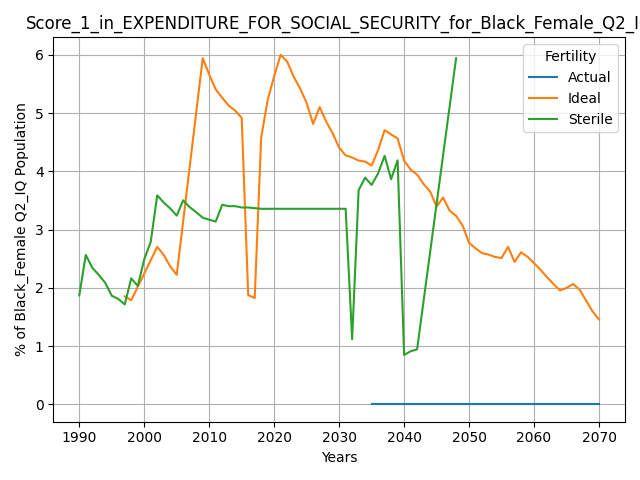 Score_1_in_EXPENDITURE_FOR_SOCIAL_SECURITY_for_Black_Female_Q2_I
% of Black_Female Q2_IQ Population
6
5
4
3
2
1
0
Fertility
Actual
Ideal
Sterile
1990 2000 2010 2020 2030 2040 2050 2060 2070
Years